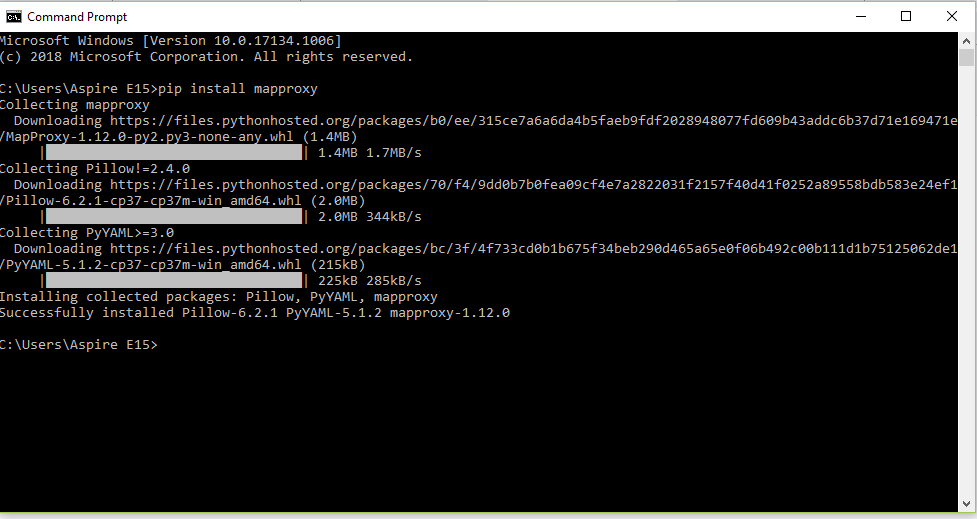 Command Prompt
Microsoft Windows [Version 10.0.17134.1006]
(c) 2018 Microsoft Corporation. All rights reserved.
C:\Users\Aspire E15>pip install mapproxy
Collecting mapproxy
Downloading https://files.pythonhosted.org/packages/b0/ee/315ce7a6a6da4b5faeb9fdf2028948077fd609b43addc6b37d71e169471e
/MapProxy-1.12.0-py2.py3-none-any.whl (1.4MB)
|████████████████████████████████| 1.4MB 1.7MB/s
Collecting Pillow!=2.4.0
Downloading https://files.pythonhosted.org/packages/70/f4/9dd0b7b0fea09cf4e7a2822031f2157f40d41f0252a89558bdb583e24ef1
/Pillow-6.2.1-cp37-cp37m-win_amd64.whl (2.0MB)
|████████████████████████████████| 2.0MB 344kB/s
Collecting PyYAML>=3.0
Downloading https://files.pythonhosted.org/packages/bc/3f/4f733cd0b1b675f34beb290d465a65e0f06b492c00b111d1b75125062de1
/PyYAML-5.1.2-cp37-cp37m-win_amd64.whl (215kB)
|████████████████████████████████| 225kB 285kB/s
Installing collected packages: Pillow, PyYAML, mapproxy
Successfully installed Pillow-6.2.1 PyYAML-5.1.2 mapproxy-1.12.0
C:\Users\Aspire E15>